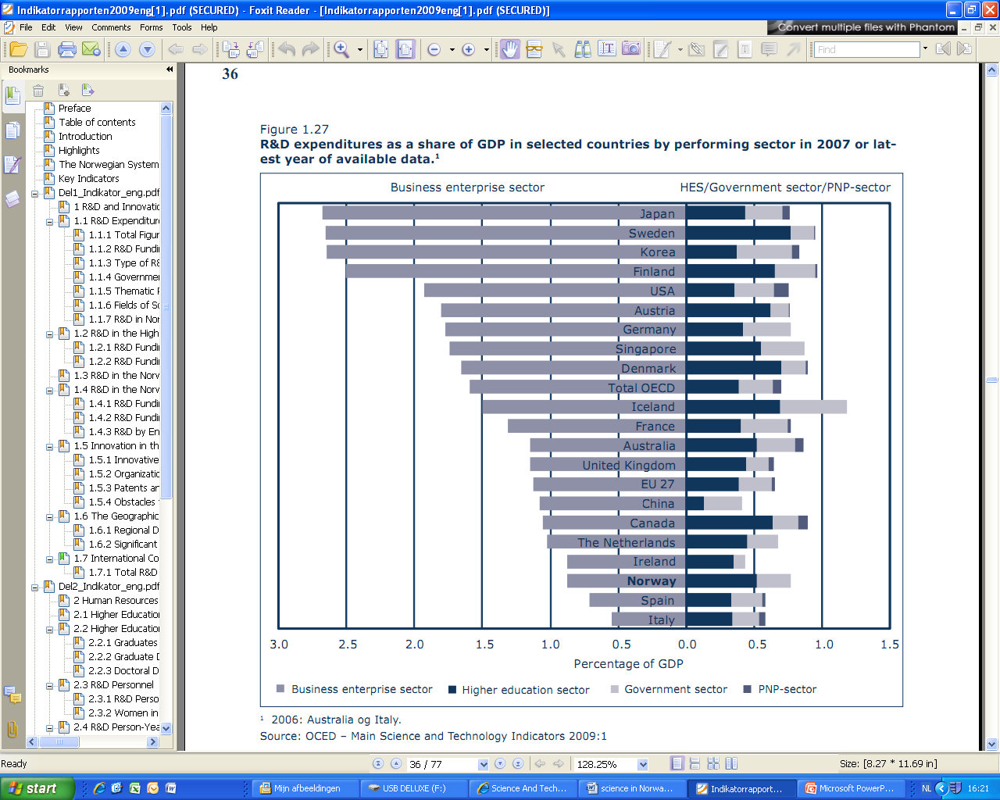 Indikatorrapporten2009eng[1].pdf (SECURED) - Foxit Reader - [Indikatorrapporten2009eng[1].pdf (SECURED)]
File Edit View Comments Forms Tools Help
Convert multiple files with Phantom
Find
Bookmarks
Preface
Table of contents
Introduction
Highlights
The Norwegian System
Key Indicators
Del1_Indikator_eng.pdf
1 R&D and Innovatic
1.1 R&D Expenditur
1.1.1 Total Figur
1.1.2 R&D Fundi
1.1.3 Type of R&
1.1.4 Governmer
1.1.5 Thematic F
1.1.6 Fields of Sc
1.1.7 R&D in Nor
1.2 R&D in the High
1.2.1 R&D Fundi
1.2.2 R&D Fundi
1.3 R&D in the Norv
1.4 R&D in the Norv
1.4.1 R&D Fundi
1.4.2 R&D Fundi
1.4.3 R&D by En
1.5 Innovation in th
1.5.1 Innovative
1.5.2 Organizatio
1.5.3 Patents ar
1.5.4 Obstacles
1.6 The Geographic
1.6.1 Regional D
1.6.2 Significant
1.7 International Co
1.7.1 Total R&D
Del2_Indikator_eng.pdf
2 Human Resources
2.1 Higher Education
2.2 Higher Education
2.2.1 Graduates
2.2.2 Graduate D
2.2.3 Doctoral D
2.3 R&D Personnel
2.3.1 R&D Perso
2.3.2 Women in
2.4 R&D Person-Yea
36
Figure 1.27
R&D expenditures as a share of GDP in selected countries by performing sector in 2007 or lat-
est year of available data.¹
Business enterprise sector HES/Government sector/PNP-sector
Japan
Sweden
Korea
Finland
USA
Austria
Germany
Singapore
Denmark
Total OECD
Iceland
France
Australia
United Kingdom
EU 27
China
Canada
The Netherlands
Ireland
Norway
Spain
Italy
3.0 2.5 2.0 1.5 1.0 0.5 0.0 0.5 1.0 1.5
Percentage of GDP
Business enterprise sector Higher education sector Government sector PNP-sector
¹ 2006: Australia og Italy.
Source: OCED – Main Science and Technology Indicators 2009:1
Ready 36 / 77 128.25% Size: [8.27 * 11.69 in]
start Mijn afbeeldingen USB DELUXE (F:) Science And Tech... science in Norwa... Indikatorrapport... Microsoft PowerP... NL 16:21